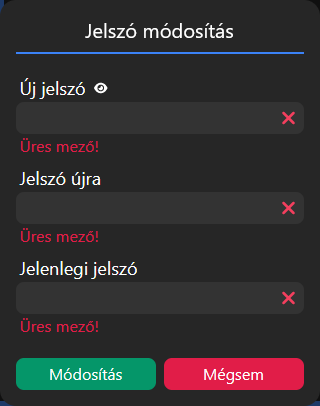 Jelszó módosítás
Új jelszó
Üres mező!
Jelszó újra
Üres mező!
Jelenlegi jelszó
Üres mező!
Módosítás Mégsem